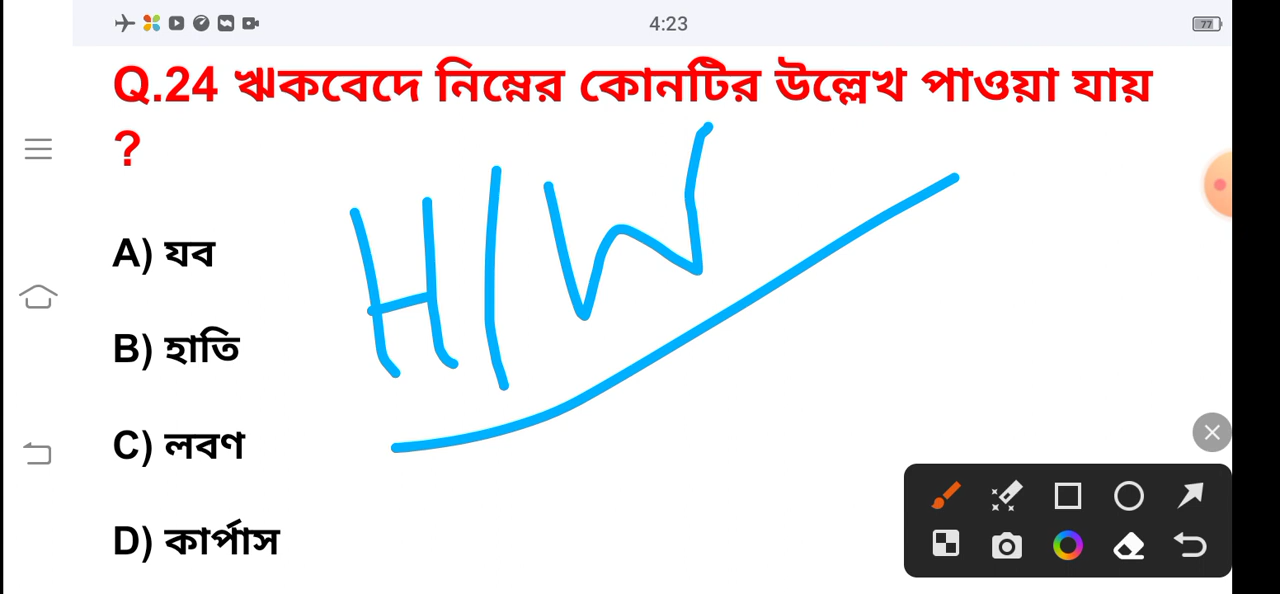 4:23
77
Q.24 ঋকবেদে নিম্নের কোনটির উল্লেখ পাওয়া যায়
?
H/W
A) যব
B) হাতি
C) লবণ
D) কার্পাস